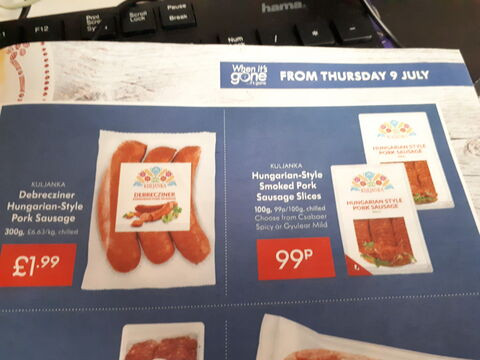 F12
Prt Sc
SysRq
Scroll
Lock
Pause
Break
hama
Num
When it's
gone
it's gone
FROM THURSDAY 9 JULY
KULJANKA
Debrecziner
Hungarian-Style
Pork Sausage
300g, £6.63/kg, chilled
£1.99
KULJANKA
DEBRECZINER
KULJANKA
Hungarian-Style
Smoked Pork
Sausage Slices
100g, 99p/100g, chilled
Choose from Csabaer
Spicy or Gyulear Mild
99P
HUNGARIAN STYLE
PORK SAUSAGE
KULJANKA
HUNGARIAN STYLE
PORK SAUSAGE